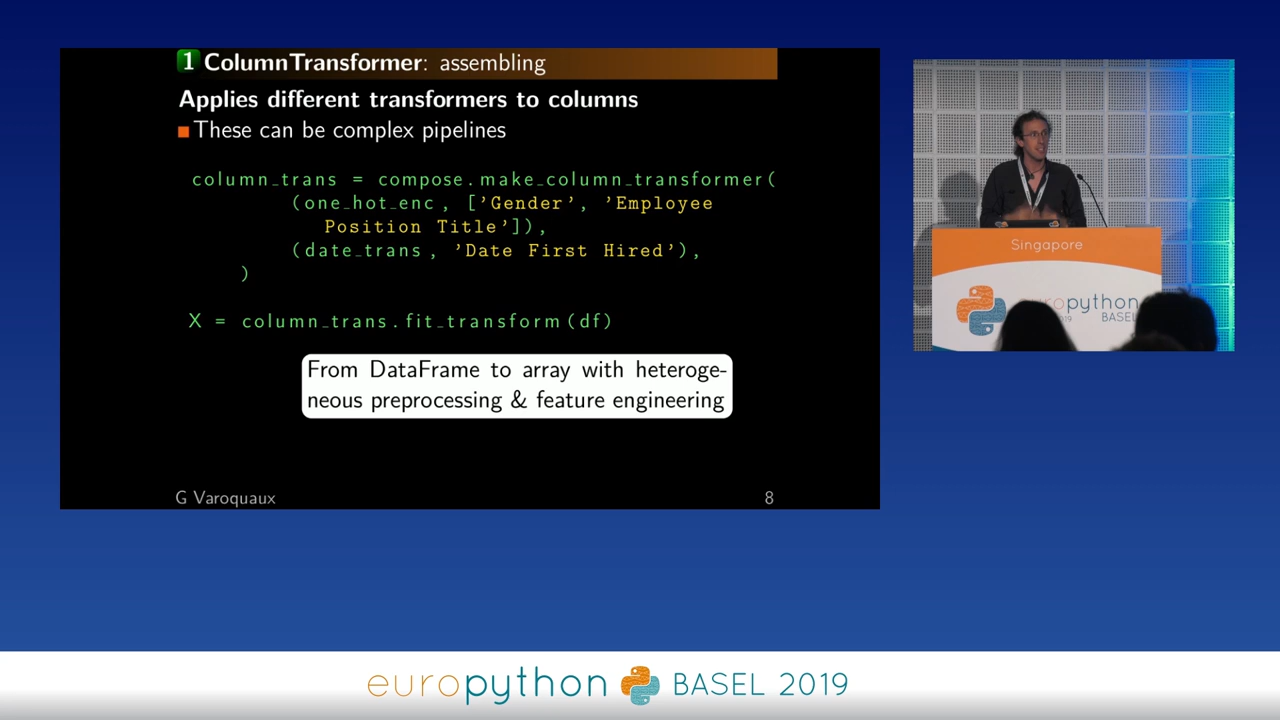 1 ColumnTransformer: assembling
Applies different transformers to columns
These can be complex pipelines
column_trans = compose.make_column_transformer(
(one_hot_enc, ['Gender', 'Employee
Position Title']),
(date_trans, 'Date First Hired'),
)
X = column_trans.fit_transform(df)
From DataFrame to array with heteroge-
neous preprocessing & feature engineering
G Varoquaux 8
Singapore
europython
BASEL
europython BASEL 2019